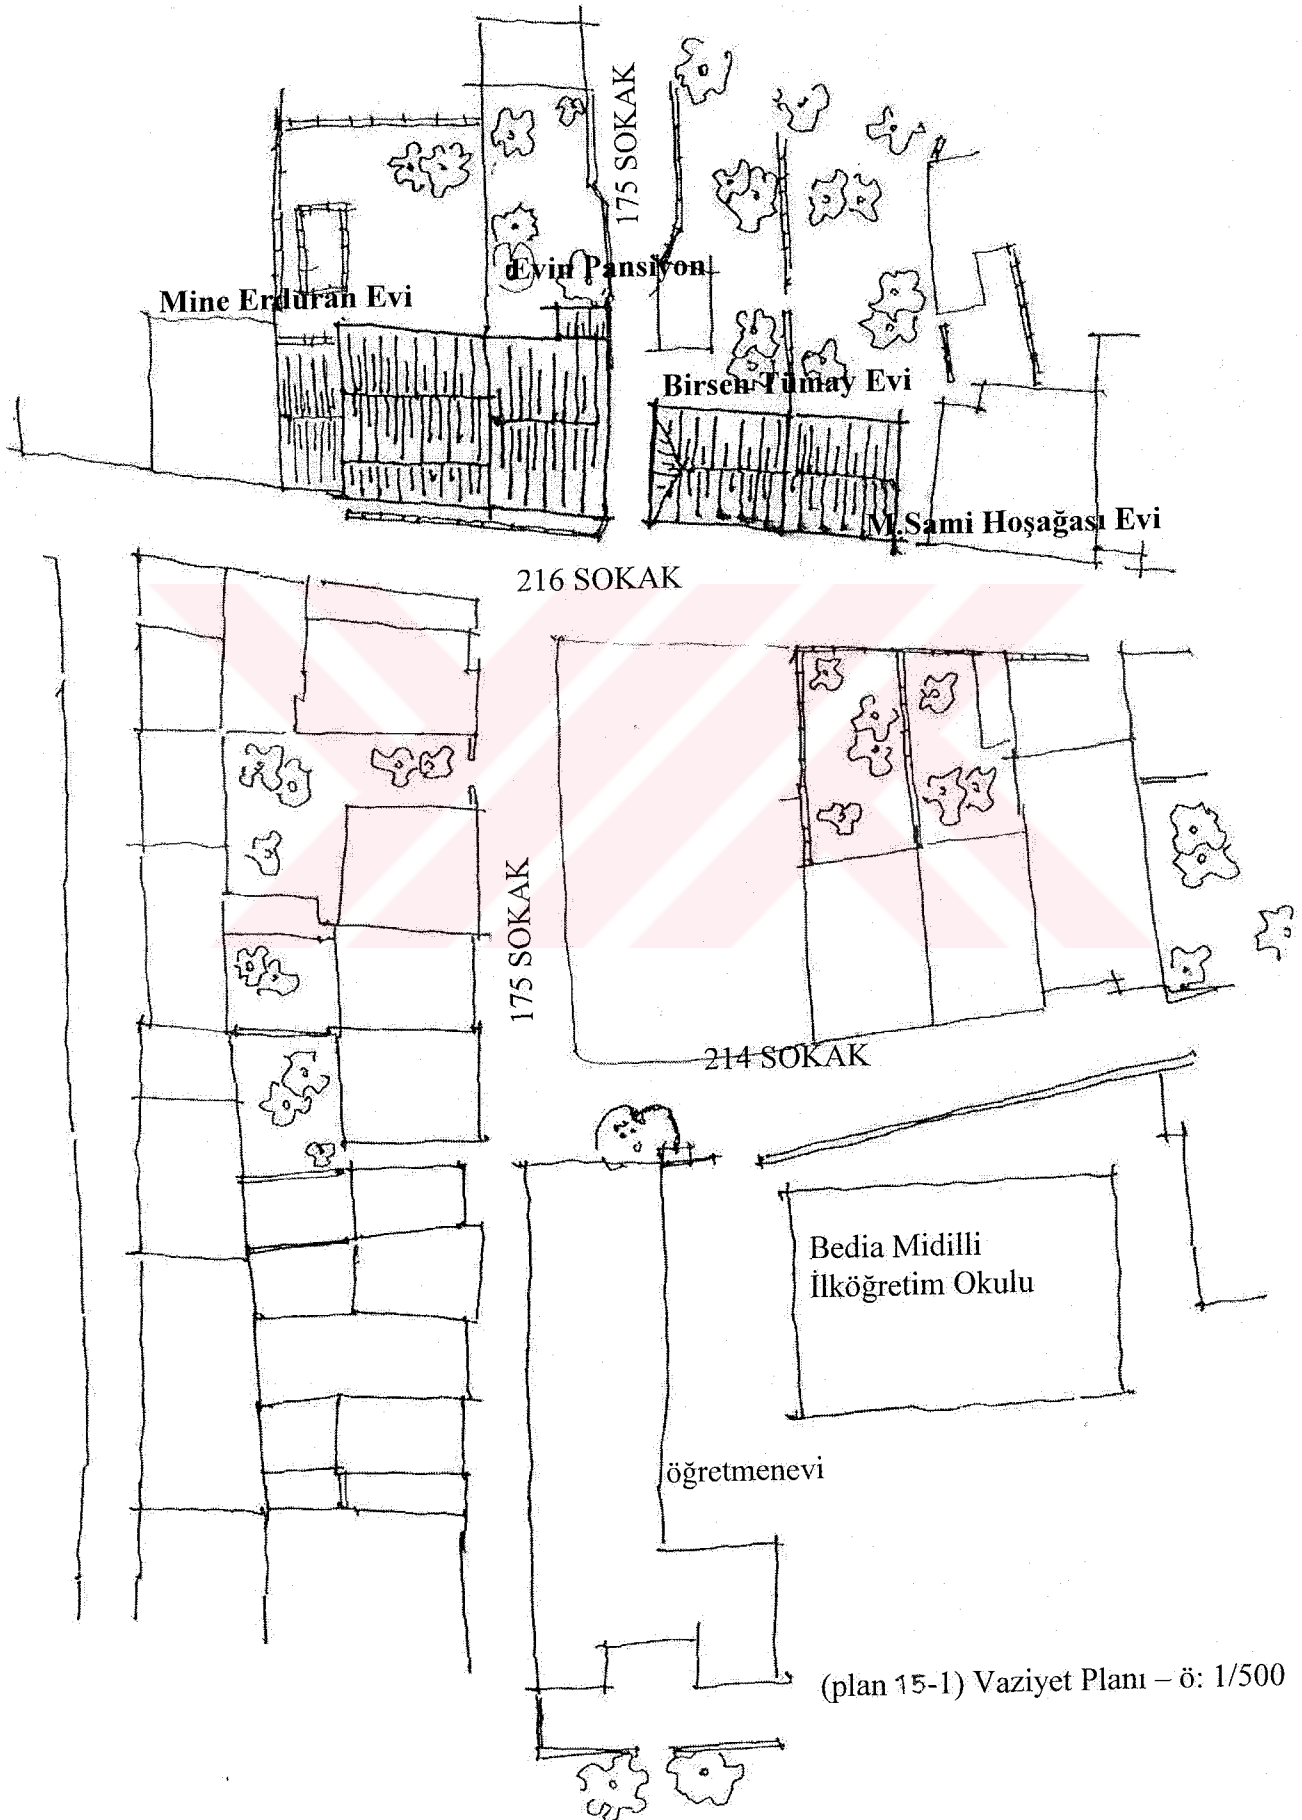 175 SOKAK
Evin Pansiyon
Mine Erduran Evi
Birsen Tümay Evi
M.Sami Hoşağası Evi
216 SOKAK
175 SOKAK
214 SOKAK
Bedia Midilli
İlköğretim Okulu
öğretmenevi
(plan 15-1) Vaziyet Planı – ö: 1/500